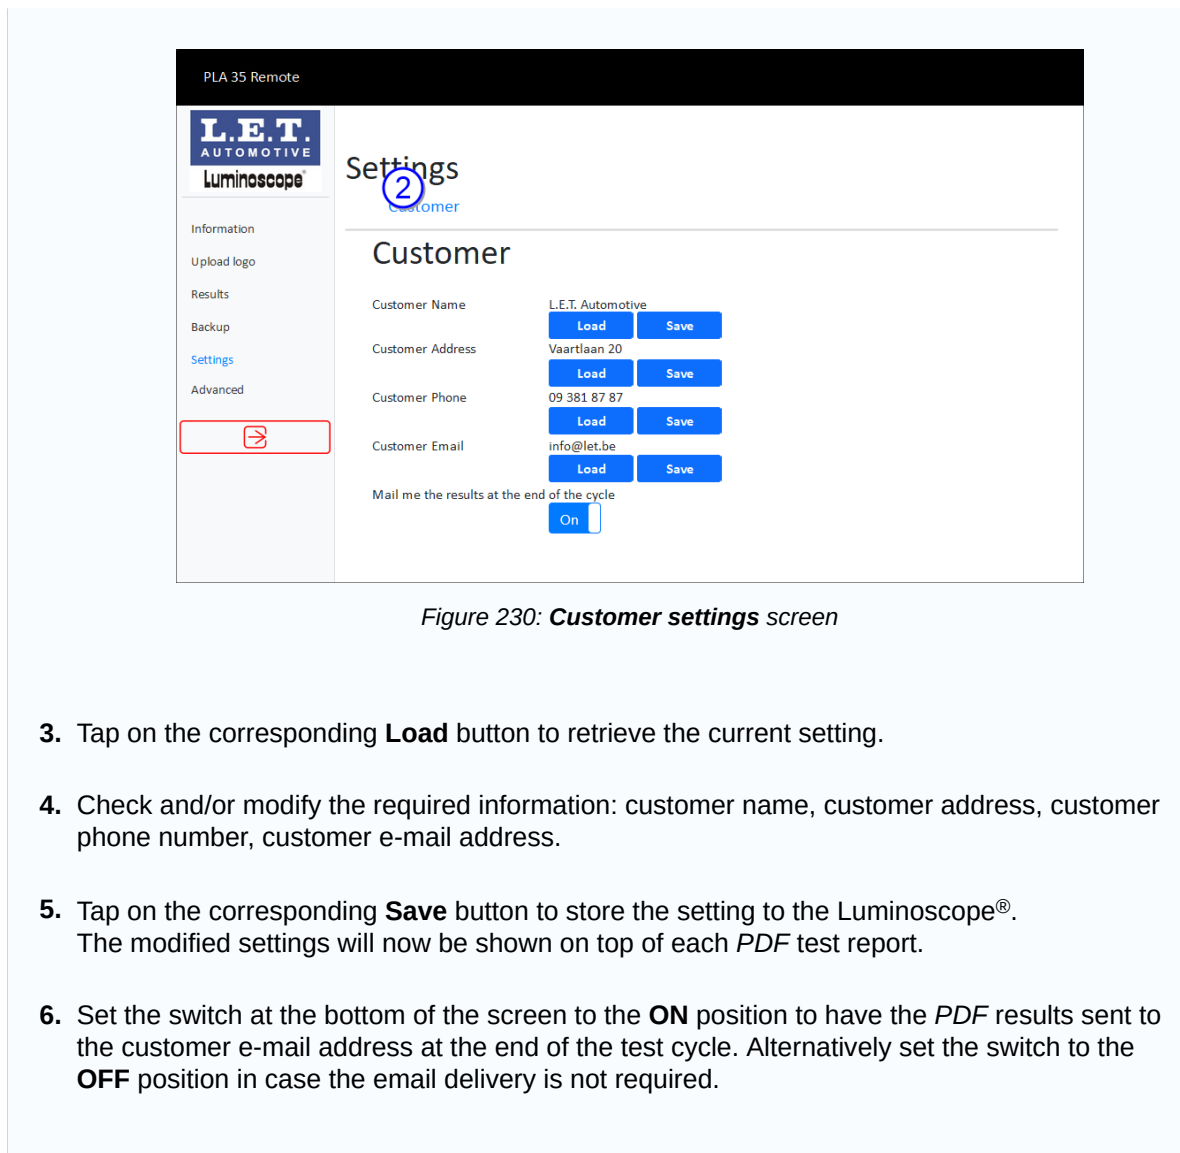 PLA 35 Remote
L.E.T.
AUTOMOTIVE
Luminoscope®
Information
Upload logo
Results
Backup
Settings
Advanced
Settings
2
Customer
Customer
Customer Name
L.E.T. Automotive
Load Save
Customer Address
Vaartlaan 20
Load Save
Customer Phone
09 381 87 87
Load Save
Customer Email
info@let.be
Load Save
Mail me the results at the end of the cycle
On
Figure 230: Customer settings screen
3. Tap on the corresponding Load button to retrieve the current setting.
4. Check and/or modify the required information: customer name, customer address, customer
phone number, customer e-mail address.
5. Tap on the corresponding Save button to store the setting to the Luminoscope®.
The modified settings will now be shown on top of each PDF test report.
6. Set the switch at the bottom of the screen to the ON position to have the PDF results sent to
the customer e-mail address at the end of the test cycle. Alternatively set the switch to the
OFF position in case the email delivery is not required.